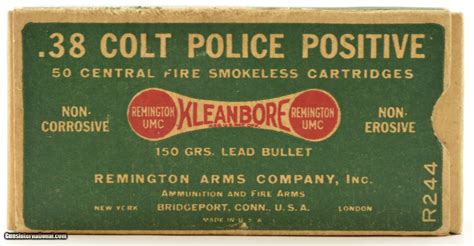 .38 COLT POLICE POSITIVE
50 CENTRAL FIRE SMOKELESS CARTRIDGES
NON-
CORROSIVE
REMINGTON
UMC
KLEANBORE
REMINGTON
UMC
NON-
EROSIVE
150 GRS. LEAD BULLET
REMINGTON ARMS COMPANY, INC.
AMMUNITION AND FIRE ARMS
NEW YORK BRIDGEPORT, CONN., U.S.A. LONDON
MADE IN U.S.A.
R244
GunsInternational.com